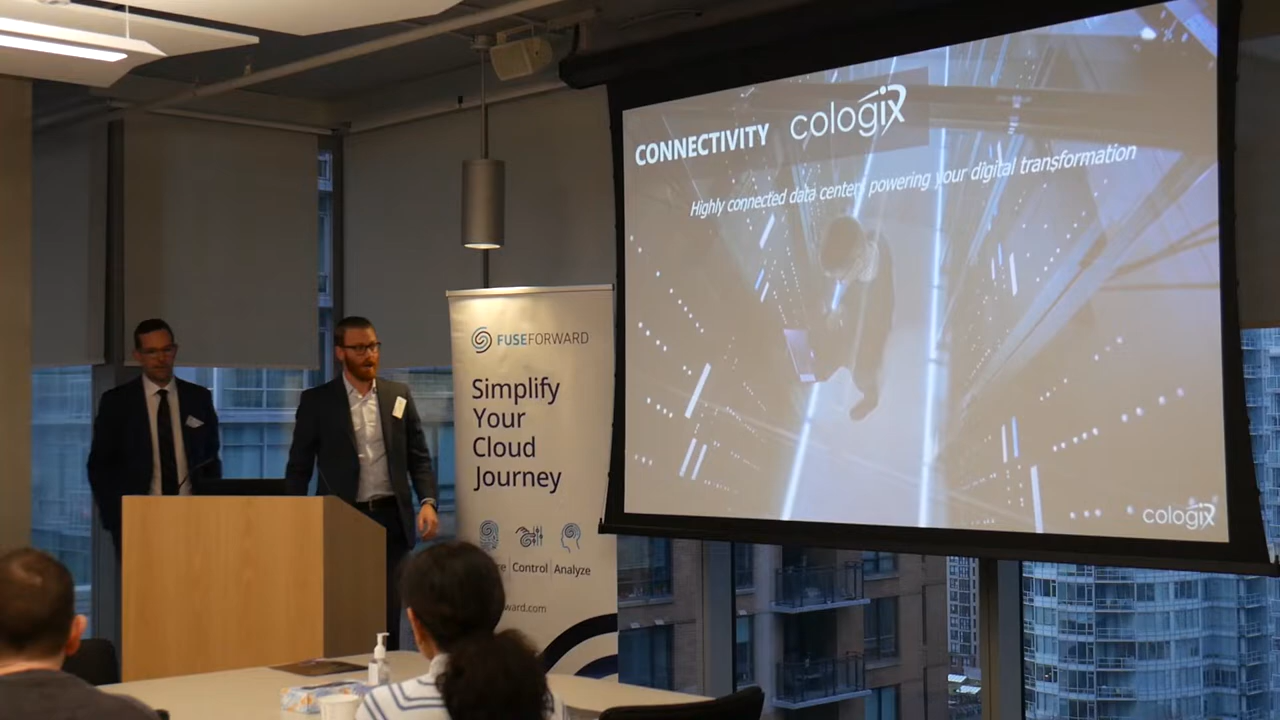 CONNECTIVITY cologix
Highly connected data center powering your digital transformation
cologix
FUSEFORWARD
Simplify
Your
Cloud
Journey
Control Analyze